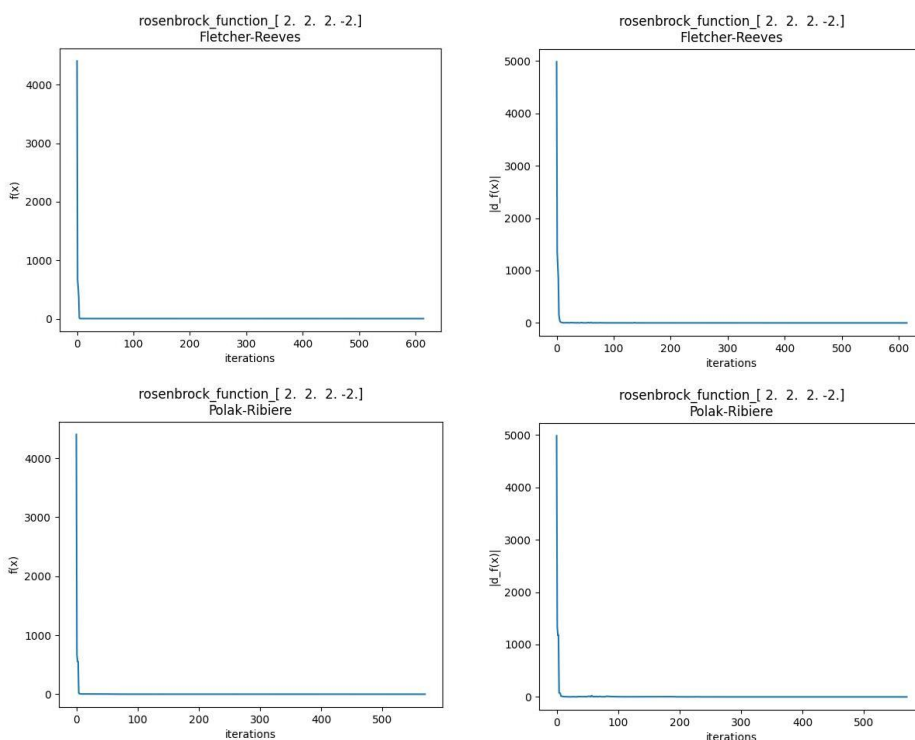 rosenbrock_function_[ 2.  2.  2. -2.]
Fletcher-Reeves
4000
3000
2000
1000
0
f(x)
0 100 200 300 400 500 600
iterations
rosenbrock_function_[ 2.  2.  2. -2.]
Fletcher-Reeves
5000
4000
3000
2000
1000
0
|d_f(x)|
0 100 200 300 400 500 600
iterations
rosenbrock_function_[ 2.  2.  2. -2.]
Polak-Ribiere
4000
3000
2000
1000
0
f(x)
0 100 200 300 400 500
iterations
rosenbrock_function_[ 2.  2.  2. -2.]
Polak-Ribiere
5000
4000
3000
2000
1000
0
|d_f(x)|
0 100 200 300 400 500
iterations